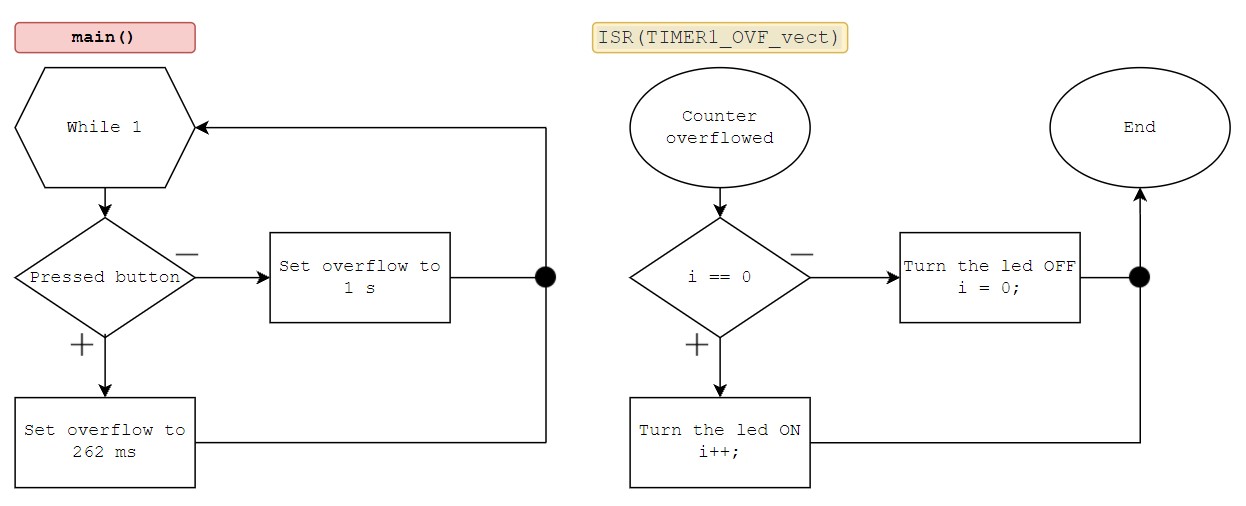 main()
While 1
Pressed button
Set overflow to
1 s
Set overflow to
262 ms
ISR(TIMER1_OVF_vect)
Counter
overflowed
i == 0
Turn the led OFF
i = 0;
Turn the led ON
i++;
End